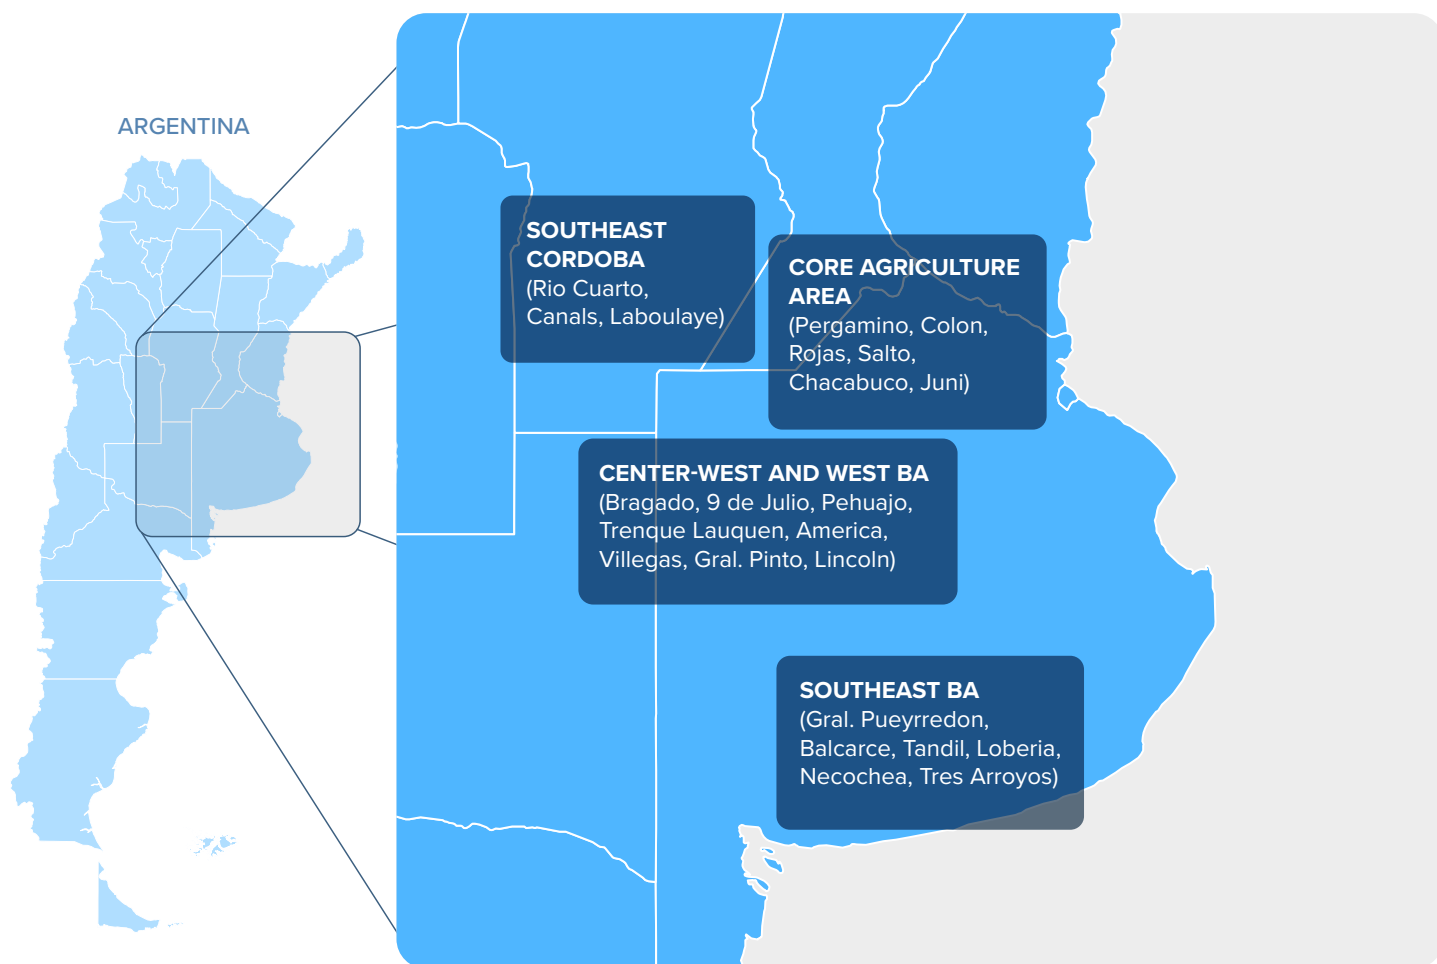 ARGENTINA
SOUTHEAST
CORDOBA
(Rio Cuarto,
Canals, Laboulaye)
CORE AGRICULTURE
AREA
(Pergamino, Colon,
Rojas, Salto,
Chacabuco, Juni)
CENTER-WEST AND WEST BA
(Bragado, 9 de Julio, Pehuajo,
Trenque Lauquen, America,
Villegas, Gral. Pinto, Lincoln)
SOUTHEAST BA
(Gral. Pueyrredon,
Balcarce, Tandil, Loberia,
Necochea, Tres Arroyos)